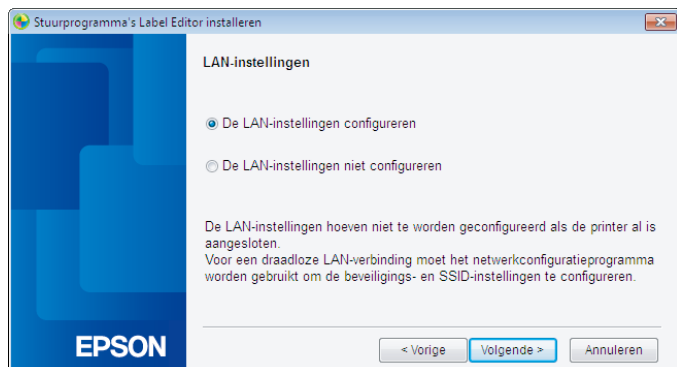 Stuurprogramma's Label Editor installeren
LAN-instellingen
De LAN-instellingen configureren
De LAN-instellingen niet configureren
De LAN-instellingen hoeven niet te worden geconfigureerd als de printer al is
aangesloten.
Voor een draadloze LAN-verbinding moet het netwerkconfiguratieprogramma
worden gebruikt om de beveiligings- en SSID-instellingen te configureren.
EPSON
< Vorige
Volgende >
Annuleren